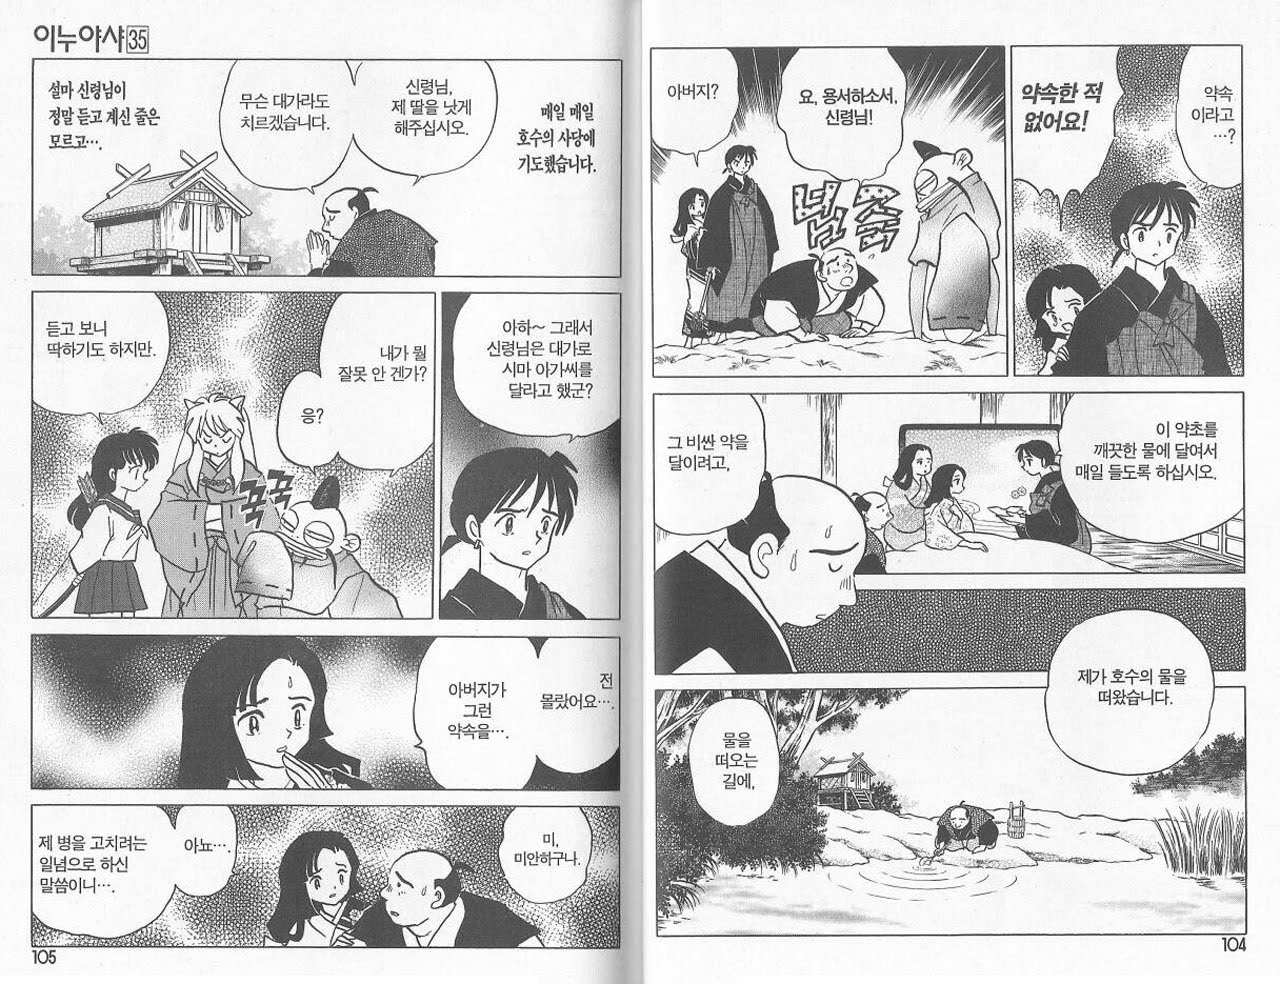 약속
이라고
…?
약속한 적
없어요!
요, 용서하소서,
신령님!
넙
죽
아버지?
이 약초를
깨끗한 물에 달여서
매일 들도록 하십시오.
그 비싼 약을
달이려고,
제가 호수의 물을
떠왔습니다.
물을
떠오는
길에,
104
이누야샤 35
매일 매일
호수의 사당에
기도했습니다.
신령님,
제 딸을 낫게
해주십시오.
무슨 대가라도
치르겠습니다.
설마 신령님이
정말 듣고 계신 줄은
모르고….
아하~ 그래서
신령님은 대가로
시마 아가씨를
달라고 했군?
내가 뭘
잘못 안 겐가?
응?
꾹
꾹
듣고 보니
딱하기도 하지만.
전
몰랐어요….
아버지가
그런
약속을….
미,
미안하구나.
아뇨….
제 병을 고치려는
일념으로 하신
말씀이니….
105